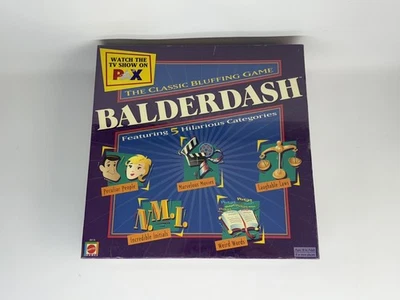 WATCH THE
TV SHOW ON
PAX
THE CLASSIC BLUFFING GAME
BALDERDASH
Featuring 5 Hilarious Categories
Peculiar People
Marvelous Movies
Laughable Laws
N.M.I.
Incredible Initials
Weird Words